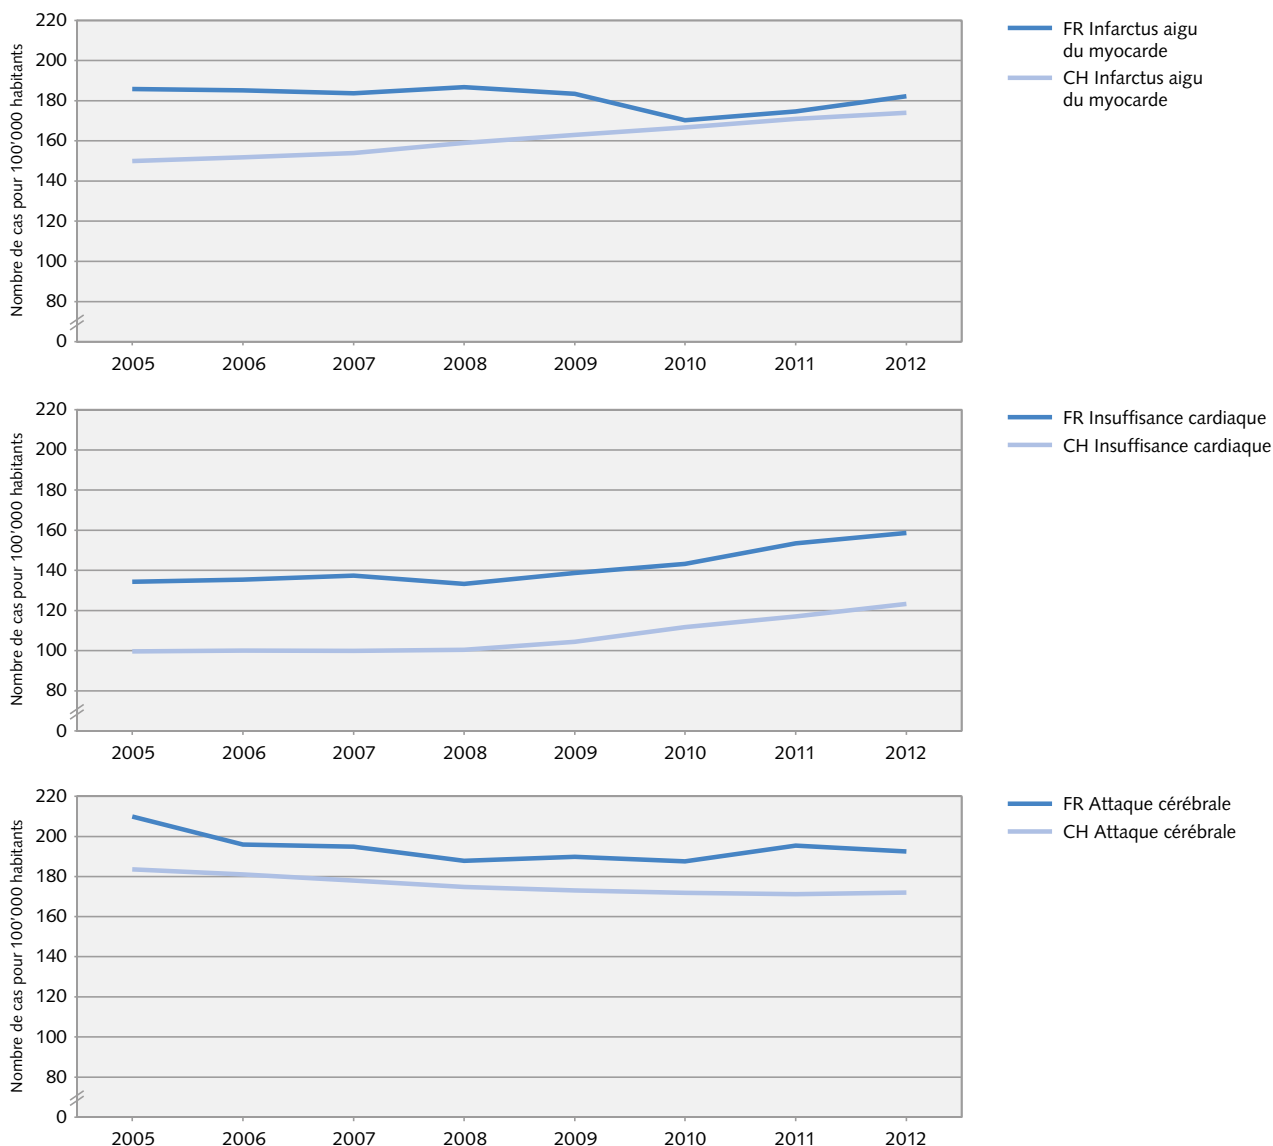 Nombre de cas pour 100’000 habitants
220
200
180
160
140
120
100
80
0
2005 2006 2007 2008 2009 2010 2011 2012
FR Infarctus aigu
du myocarde
CH Infarctus aigu
du myocarde
Nombre de cas pour 100’000 habitants
220
200
180
160
140
120
100
80
0
2005 2006 2007 2008 2009 2010 2011 2012
FR Insuffisance cardiaque
CH Insuffisance cardiaque
Nombre de cas pour 100’000 habitants
220
200
180
160
140
120
100
80
0
2005 2006 2007 2008 2009 2010 2011 2012
FR Attaque cérébrale
CH Attaque cérébrale